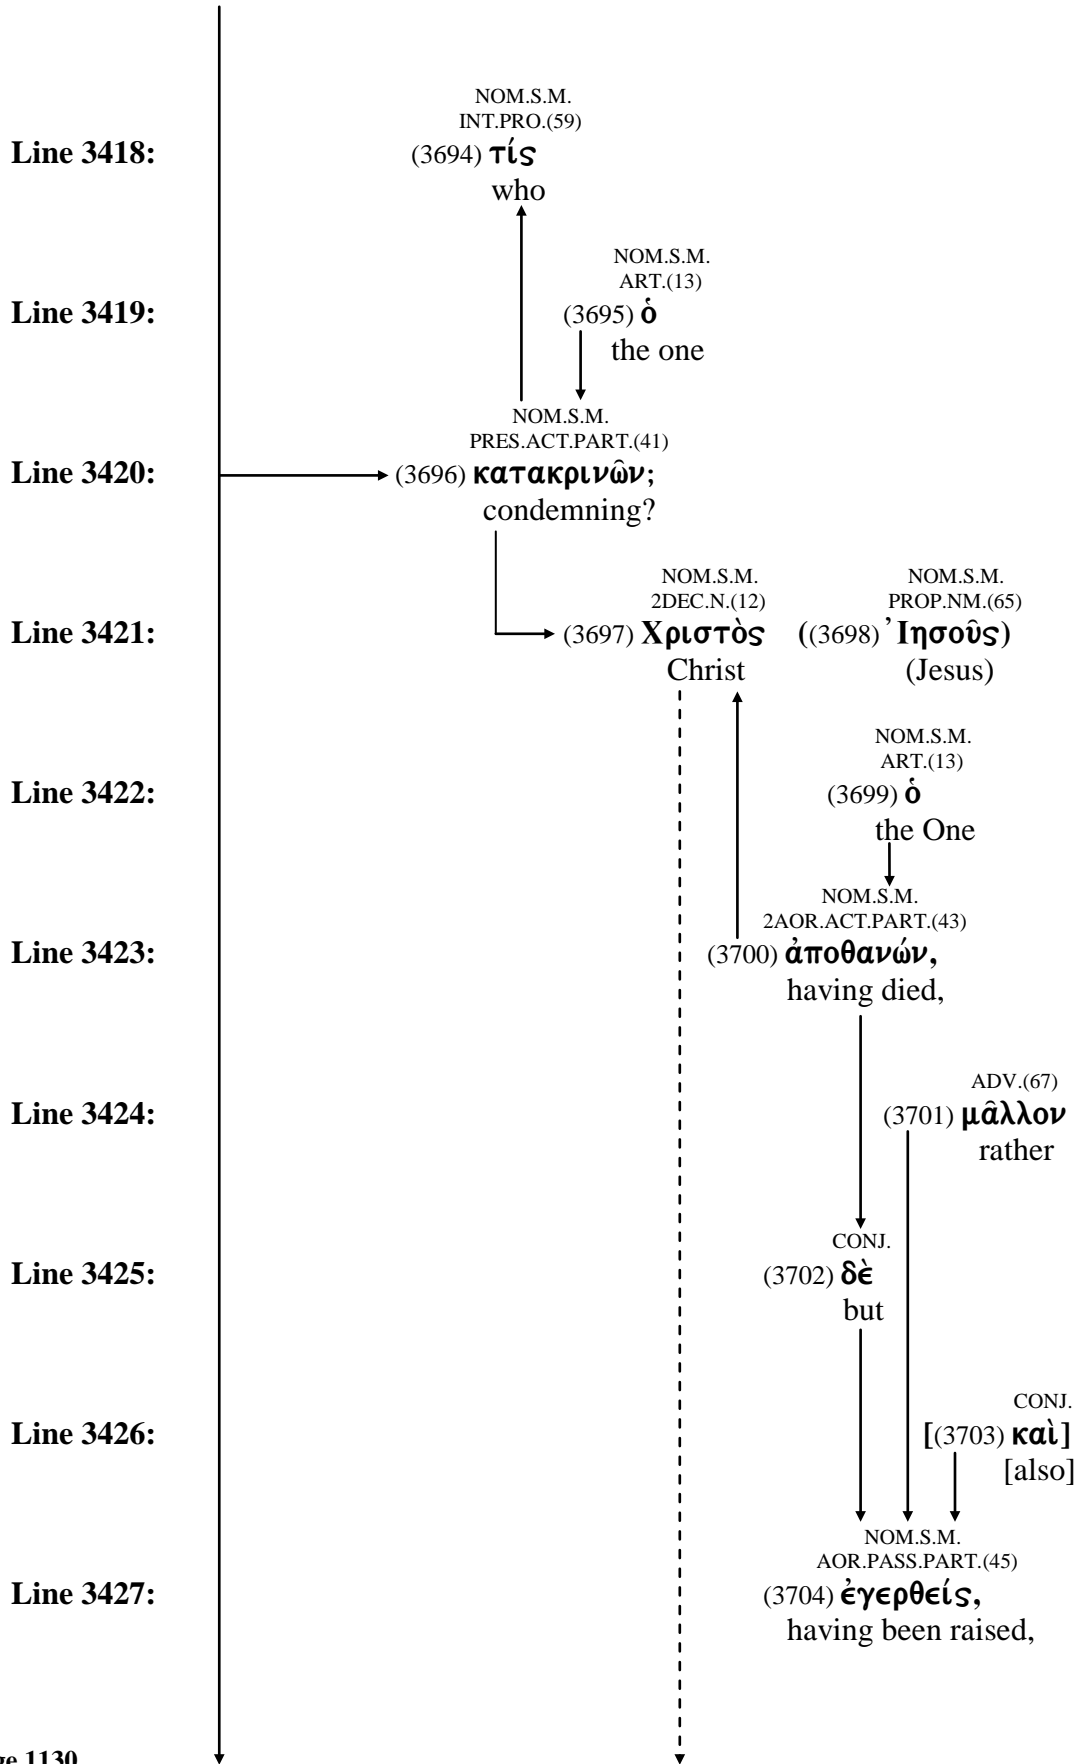 NOM.S.M.
INT.PRO.(59)
Line 3418: (3694) τίς
who
NOM.S.M.
ART.(13)
Line 3419: (3695) ὁ
the one
NOM.S.M.
PRES.ACT.PART.(41)
Line 3420: (3696) κατακρινῶν;
condemning?
NOM.S.M. NOM.S.M.
2DEC.N.(12) PROP.NM.(65)
Line 3421: (3697) Χριστὸς ((3698) Ἰησοῦς)
Christ (Jesus)
NOM.S.M.
ART.(13)
Line 3422: (3699) ὁ
the One
NOM.S.M.
2AOR.ACT.PART.(43)
Line 3423: (3700) ἀποθανών,
having died,
ADV.(67)
Line 3424: (3701) μᾶλλον
rather
CONJ.
Line 3425: (3702) δὲ
but
CONJ.
Line 3426: [(3703) καὶ]
[also]
NOM.S.M.
AOR.PASS.PART.(45)
Line 3427: (3704) ἐγερθείς,
having been raised,
1130